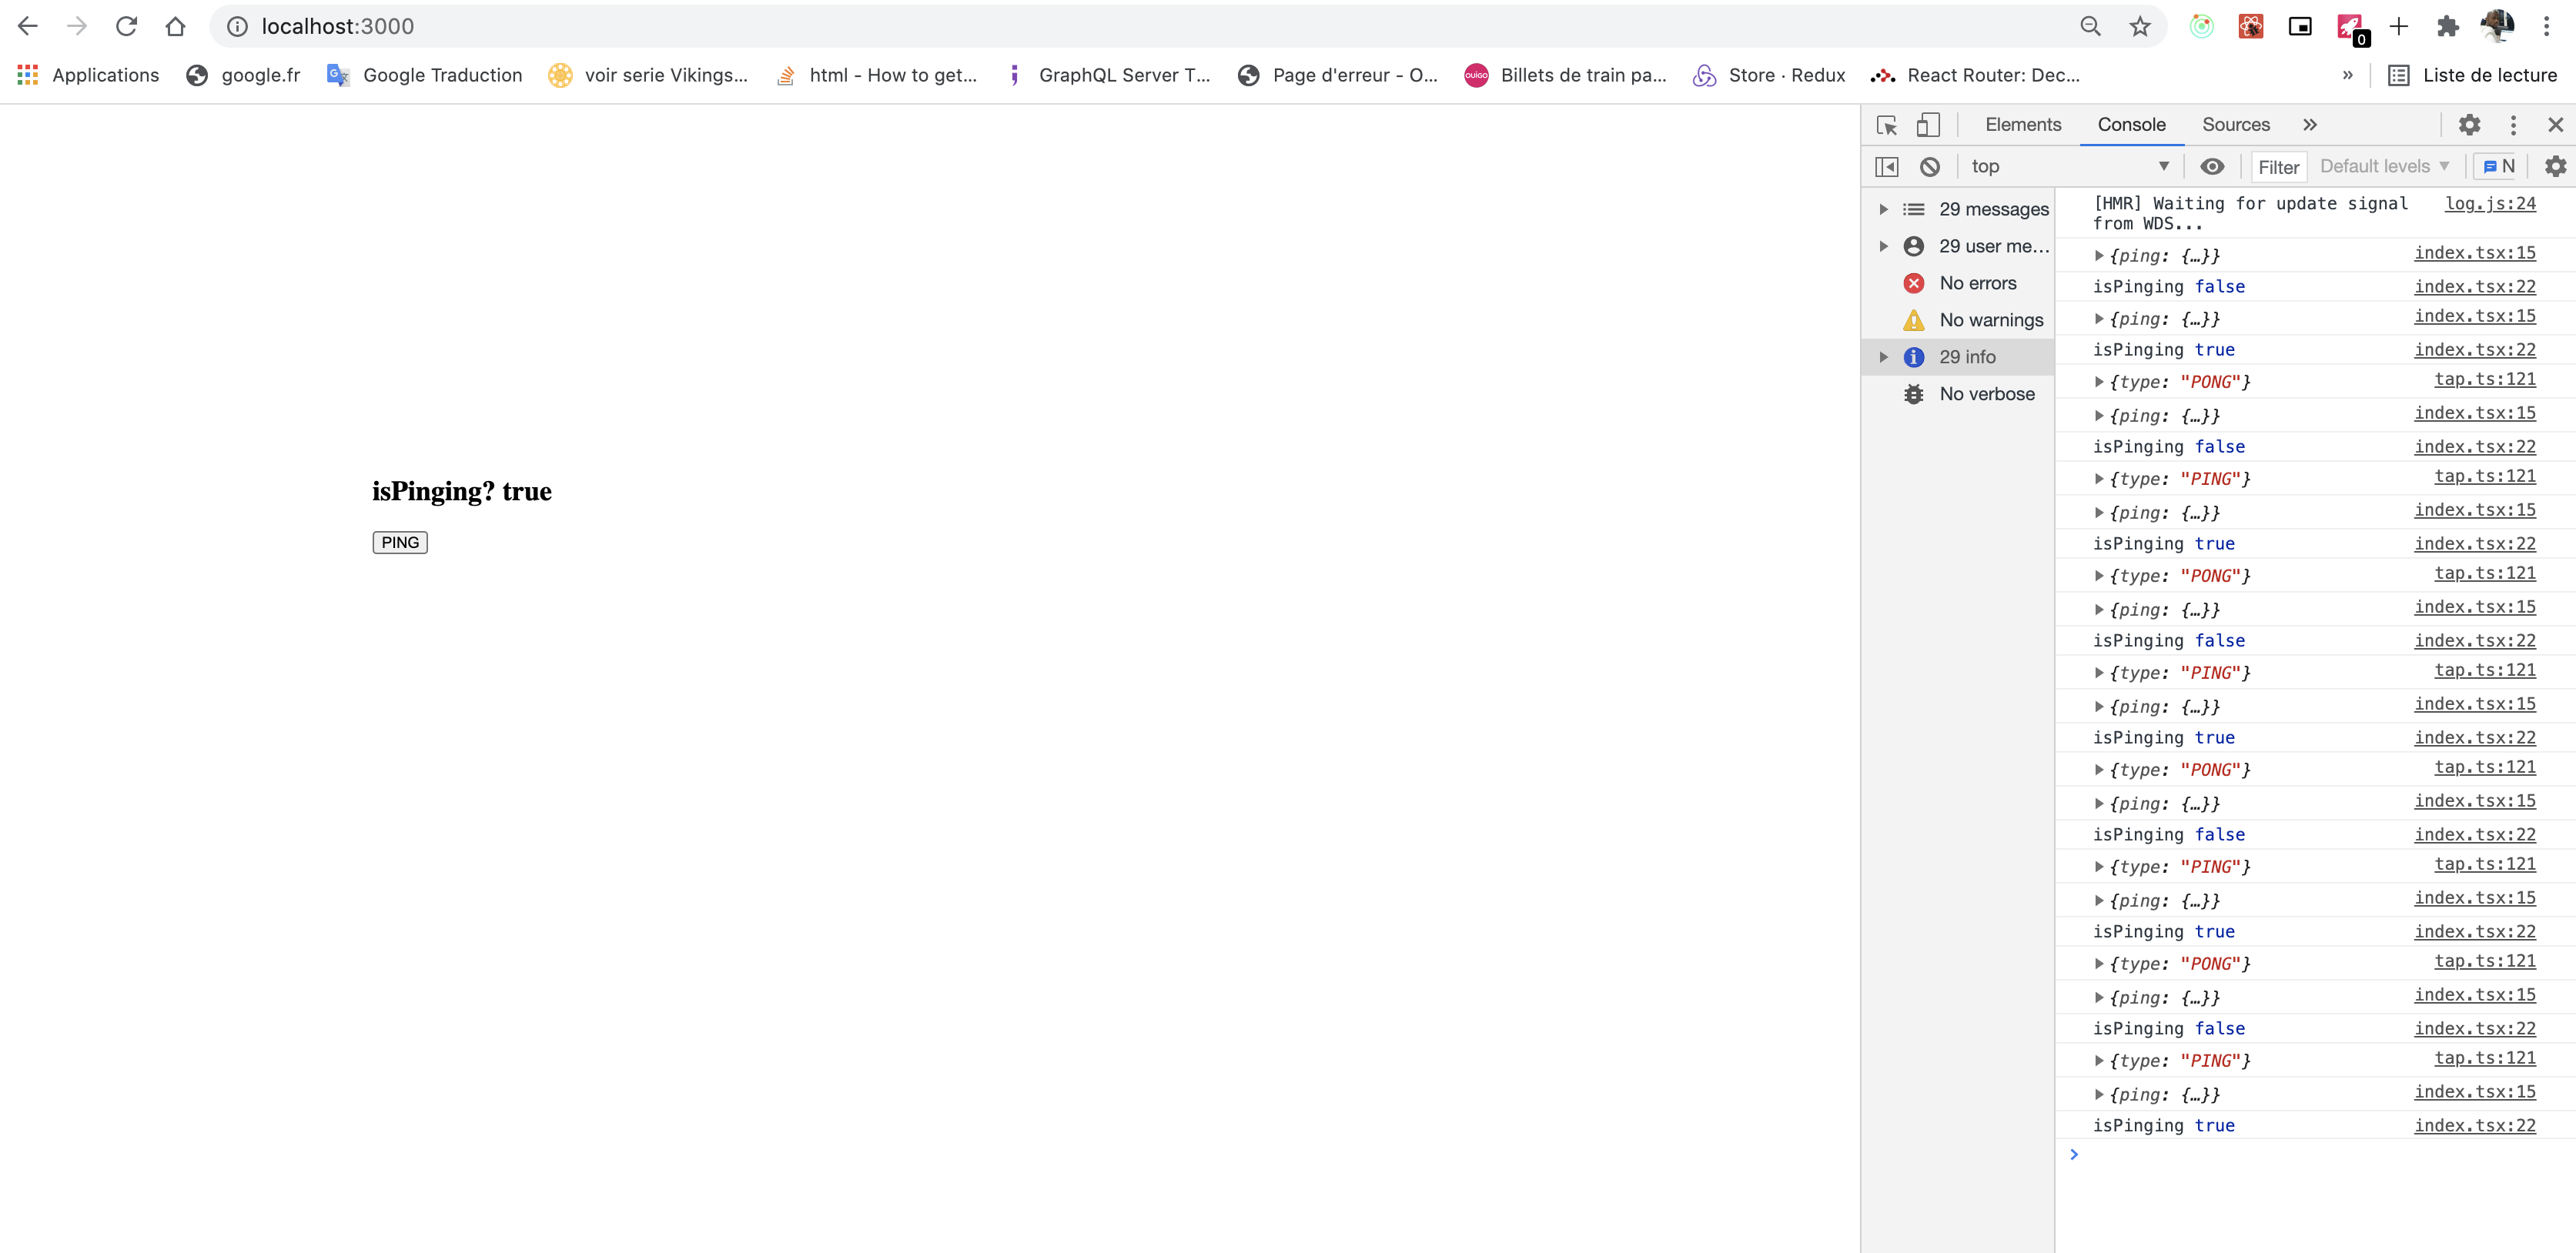 localhost:3000
0
Applications google.fr Google Traduction voir serie Vikings... html - How to get... GraphQL Server T... Page d'erreur - O... OUIGO Billets de train pa... Store · Redux React Router: Dec... » Liste de lecture
Elements Console Sources »
top Filter Default levels N
29 messages
29 user me...
No errors
No warnings
29 info
No verbose
isPinging? true
PING
[HMR] Waiting for update signal log.js:24
from WDS...
{ping: {…}} index.tsx:15
isPinging false index.tsx:22
{ping: {…}} index.tsx:15
isPinging true index.tsx:22
{type: "PONG"} tap.ts:121
{ping: {…}} index.tsx:15
isPinging false index.tsx:22
{type: "PING"} tap.ts:121
{ping: {…}} index.tsx:15
isPinging true index.tsx:22
{type: "PONG"} tap.ts:121
{ping: {…}} index.tsx:15
isPinging false index.tsx:22
{type: "PING"} tap.ts:121
{ping: {…}} index.tsx:15
isPinging true index.tsx:22
{type: "PONG"} tap.ts:121
{ping: {…}} index.tsx:15
isPinging false index.tsx:22
{type: "PING"} tap.ts:121
{ping: {…}} index.tsx:15
isPinging true index.tsx:22
{type: "PONG"} tap.ts:121
{ping: {…}} index.tsx:15
isPinging false index.tsx:22
{type: "PING"} tap.ts:121
{ping: {…}} index.tsx:15
isPinging true index.tsx:22